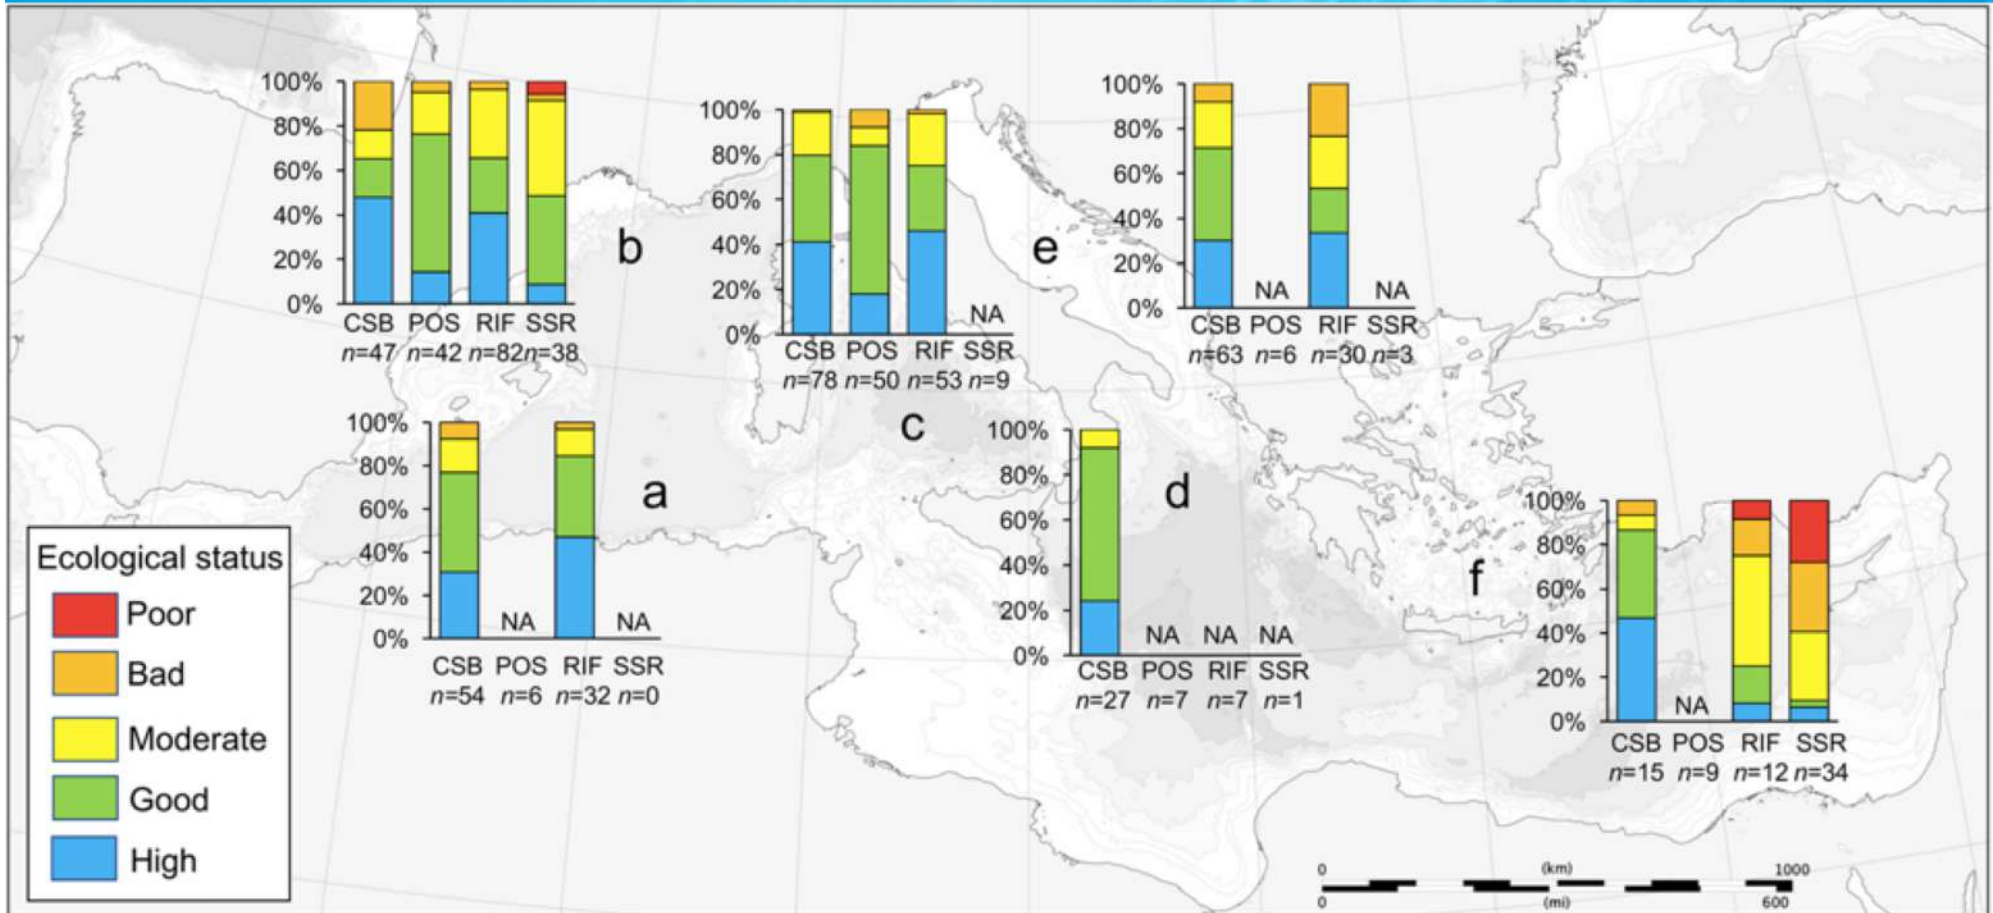 100%
80%
60%
40%
20%
0%
CSB POS RIF SSR
n=47 n=42 n=82 n=38
b
100%
80%
60%
40%
20%
0%
NA
CSB POS RIF SSR
n=78 n=50 n=53 n=9
c
e
100%
80%
60%
40%
20%
0%
NA NA
CSB POS RIF SSR
n=63 n=6 n=30 n=3
100%
80%
60%
40%
20%
0%
NA NA
CSB POS RIF SSR
n=54 n=6 n=32 n=0
a
100%
80%
60%
40%
20%
0%
NA NA NA
CSB POS RIF SSR
n=27 n=7 n=7 n=1
d
f
100%
80%
60%
40%
20%
0%
NA
CSB POS RIF SSR
n=15 n=9 n=12 n=34
Ecological status
Poor
Bad
Moderate
Good
High
0 (km) 1000
0 (mi) 600